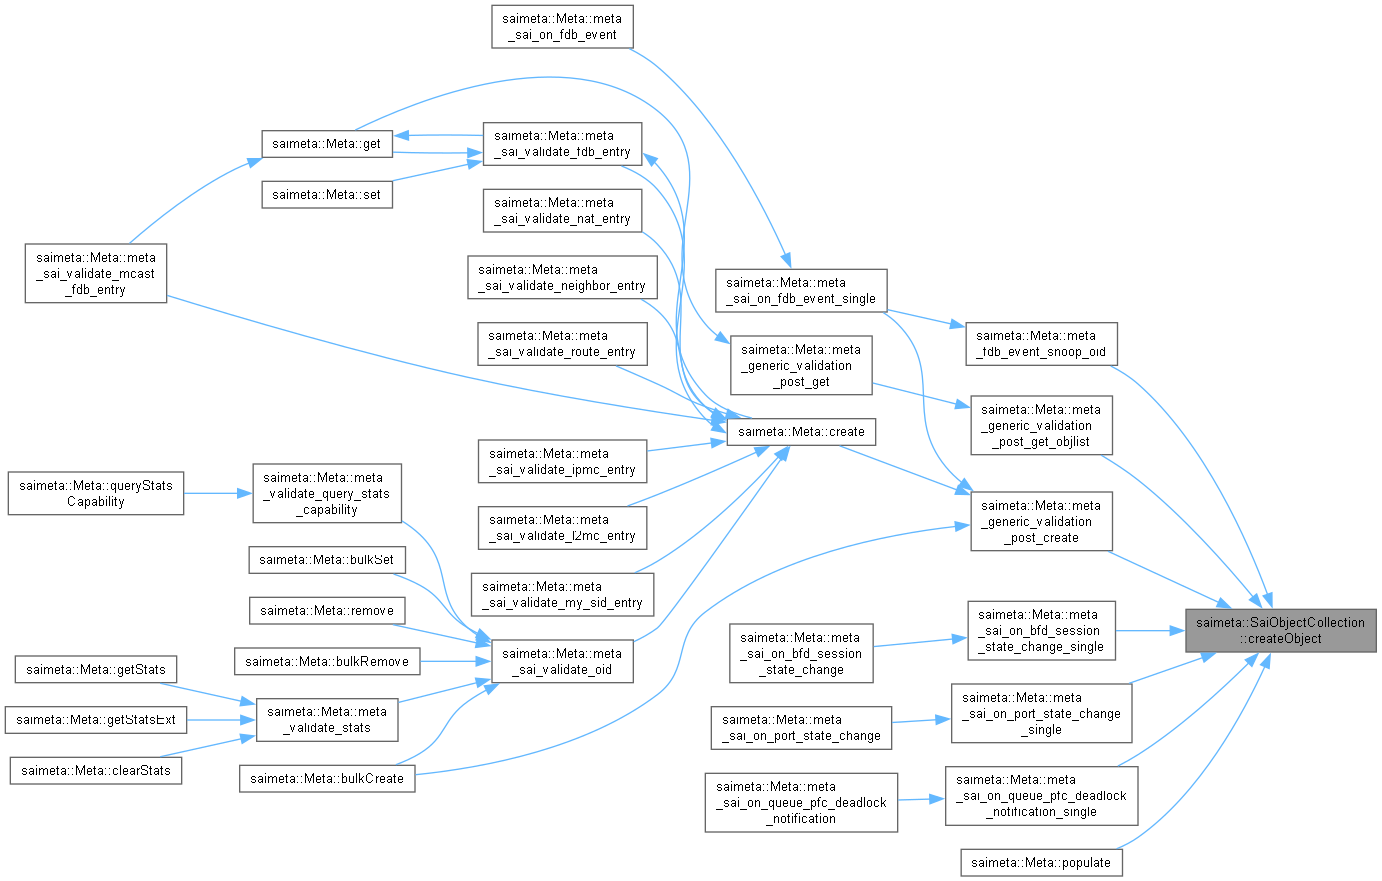 saimeta::Meta::meta
_sai_on_fdb_event
saimeta::Meta::get
saimeta::Meta::meta
_sai_validate_fdb_entry
saimeta::Meta::set
saimeta::Meta::meta
_sai_validate_nat_entry
saimeta::Meta::meta
_sai_validate_mcast
_fdb_entry
saimeta::Meta::meta
_sai_validate_neighbor_entry
saimeta::Meta::meta
_sai_on_fdb_event_single
saimeta::Meta::meta
_sai_validate_route_entry
saimeta::Meta::meta
_generic_validation
_post_get
saimeta::Meta::meta
_fdb_event_snoop_oid
saimeta::Meta::meta
_generic_validation
_post_get_objlist
saimeta::Meta::create
saimeta::Meta::meta
_sai_validate_ipmc_entry
saimeta::Meta::queryStats
Capability
saimeta::Meta::meta
_validate_query_stats
_capability
saimeta::Meta::meta
_sai_validate_l2mc_entry
saimeta::Meta::meta
_generic_validation
_post_create
saimeta::Meta::bulkSet
saimeta::Meta::meta
_sai_validate_my_sid_entry
saimeta::Meta::remove
saimeta::Meta::meta
_sai_on_bfd_session
_state_change
saimeta::Meta::meta
_sai_on_bfd_session
_state_change_single
saimeta::SaiObjectCollection
::createObject
saimeta::Meta::bulkRemove
saimeta::Meta::meta
_sai_validate_oid
saimeta::Meta::getStats
saimeta::Meta::getStatsExt
saimeta::Meta::meta
_validate_stats
saimeta::Meta::meta
_sai_on_port_state_change
saimeta::Meta::meta
_sai_on_port_state_change
_single
saimeta::Meta::clearStats
saimeta::Meta::bulkCreate
saimeta::Meta::meta
_sai_on_queue_pfc_deadlock
_notification
saimeta::Meta::meta
_sai_on_queue_pfc_deadlock
_notification_single
saimeta::Meta::populate